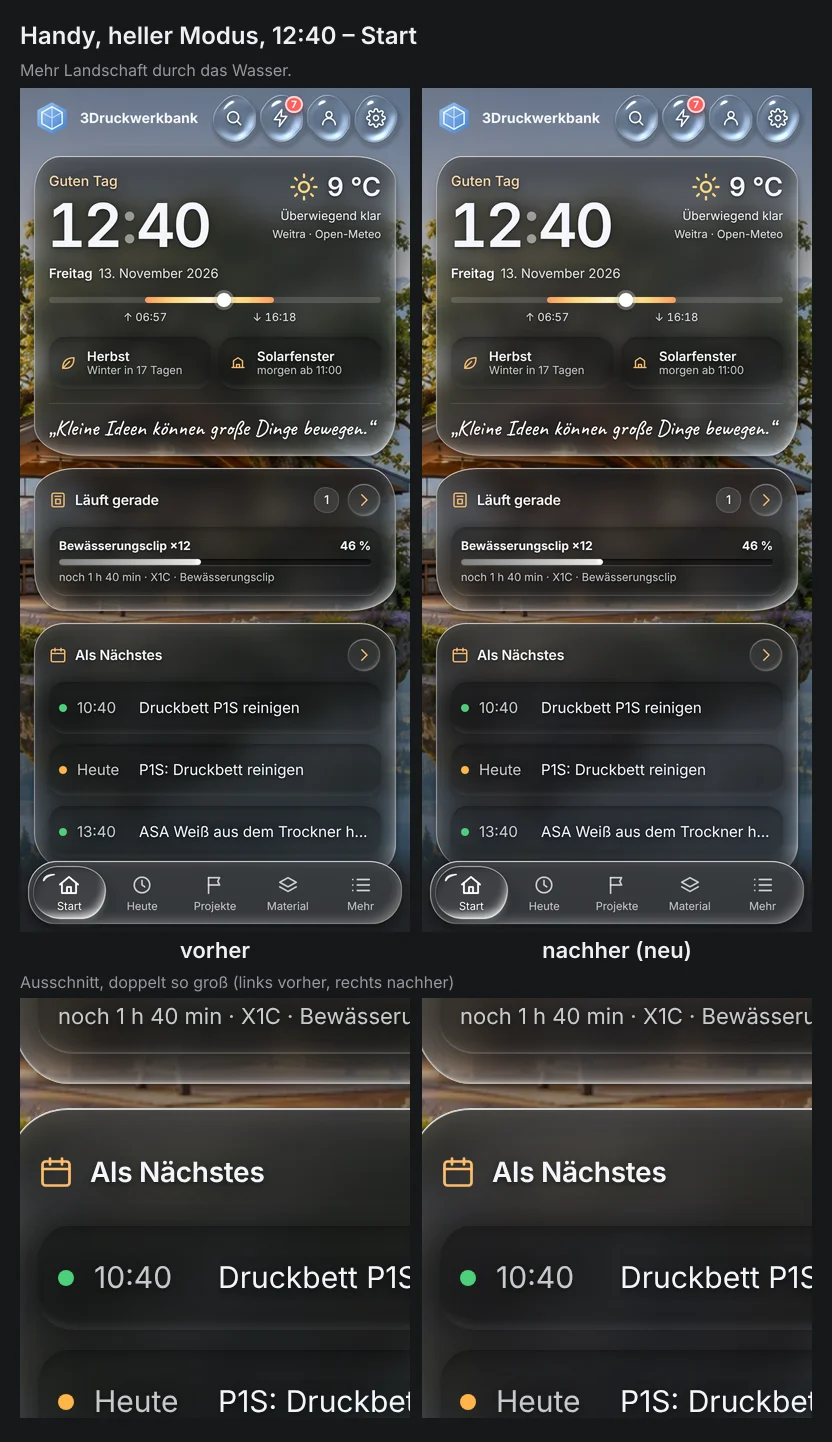 Handy, heller Modus, 12:40 – Start
Mehr Landschaft durch das Wasser.
3Druckwerkbank
7
Guten Tag
9 °C
12:40
Überwiegend klar
Weitra · Open-Meteo
Freitag 13. November 2026
↑ 06:57
↓ 16:18
Herbst
Winter in 17 Tagen
Solarfenster
morgen ab 11:00
„Kleine Ideen können große Dinge bewegen.“
Läuft gerade
1
Bewässerungsclip ×12
46 %
noch 1 h 40 min · X1C · Bewässerungsclip
Als Nächstes
10:40 Druckbett P1S reinigen
Heute P1S: Druckbett reinigen
13:40 ASA Weiß aus dem Trockner h...
Start
Heute
Projekte
Material
Mehr
vorher
3Druckwerkbank
7
Guten Tag
9 °C
12:40
Überwiegend klar
Weitra · Open-Meteo
Freitag 13. November 2026
↑ 06:57
↓ 16:18
Herbst
Winter in 17 Tagen
Solarfenster
morgen ab 11:00
„Kleine Ideen können große Dinge bewegen.“
Läuft gerade
1
Bewässerungsclip ×12
46 %
noch 1 h 40 min · X1C · Bewässerungsclip
Als Nächstes
10:40 Druckbett P1S reinigen
Heute P1S: Druckbett reinigen
13:40 ASA Weiß aus dem Trockner h...
Start
Heute
Projekte
Material
Mehr
nachher (neu)
Ausschnitt, doppelt so groß (links vorher, rechts nachher)
noch 1 h 40 min · X1C · Bewässeru
Als Nächstes
10:40 Druckbett P1S
Heute P1S: Druckbet
noch 1 h 40 min · X1C · Bewässeru
Als Nächstes
10:40 Druckbett P1S
Heute P1S: Druckbet